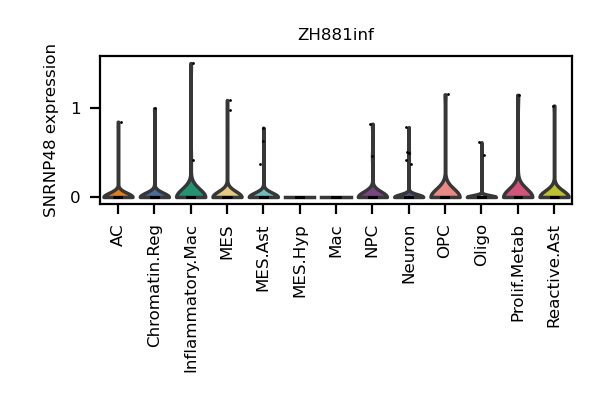 ZH881inf
SNRNP48 expression
1
0
AC
Chromatin.Reg
Inflammatory.Mac
MES
MES.Ast
MES.Hyp
Mac
NPC
Neuron
OPC
Oligo
Prolif.Metab
Reactive.Ast